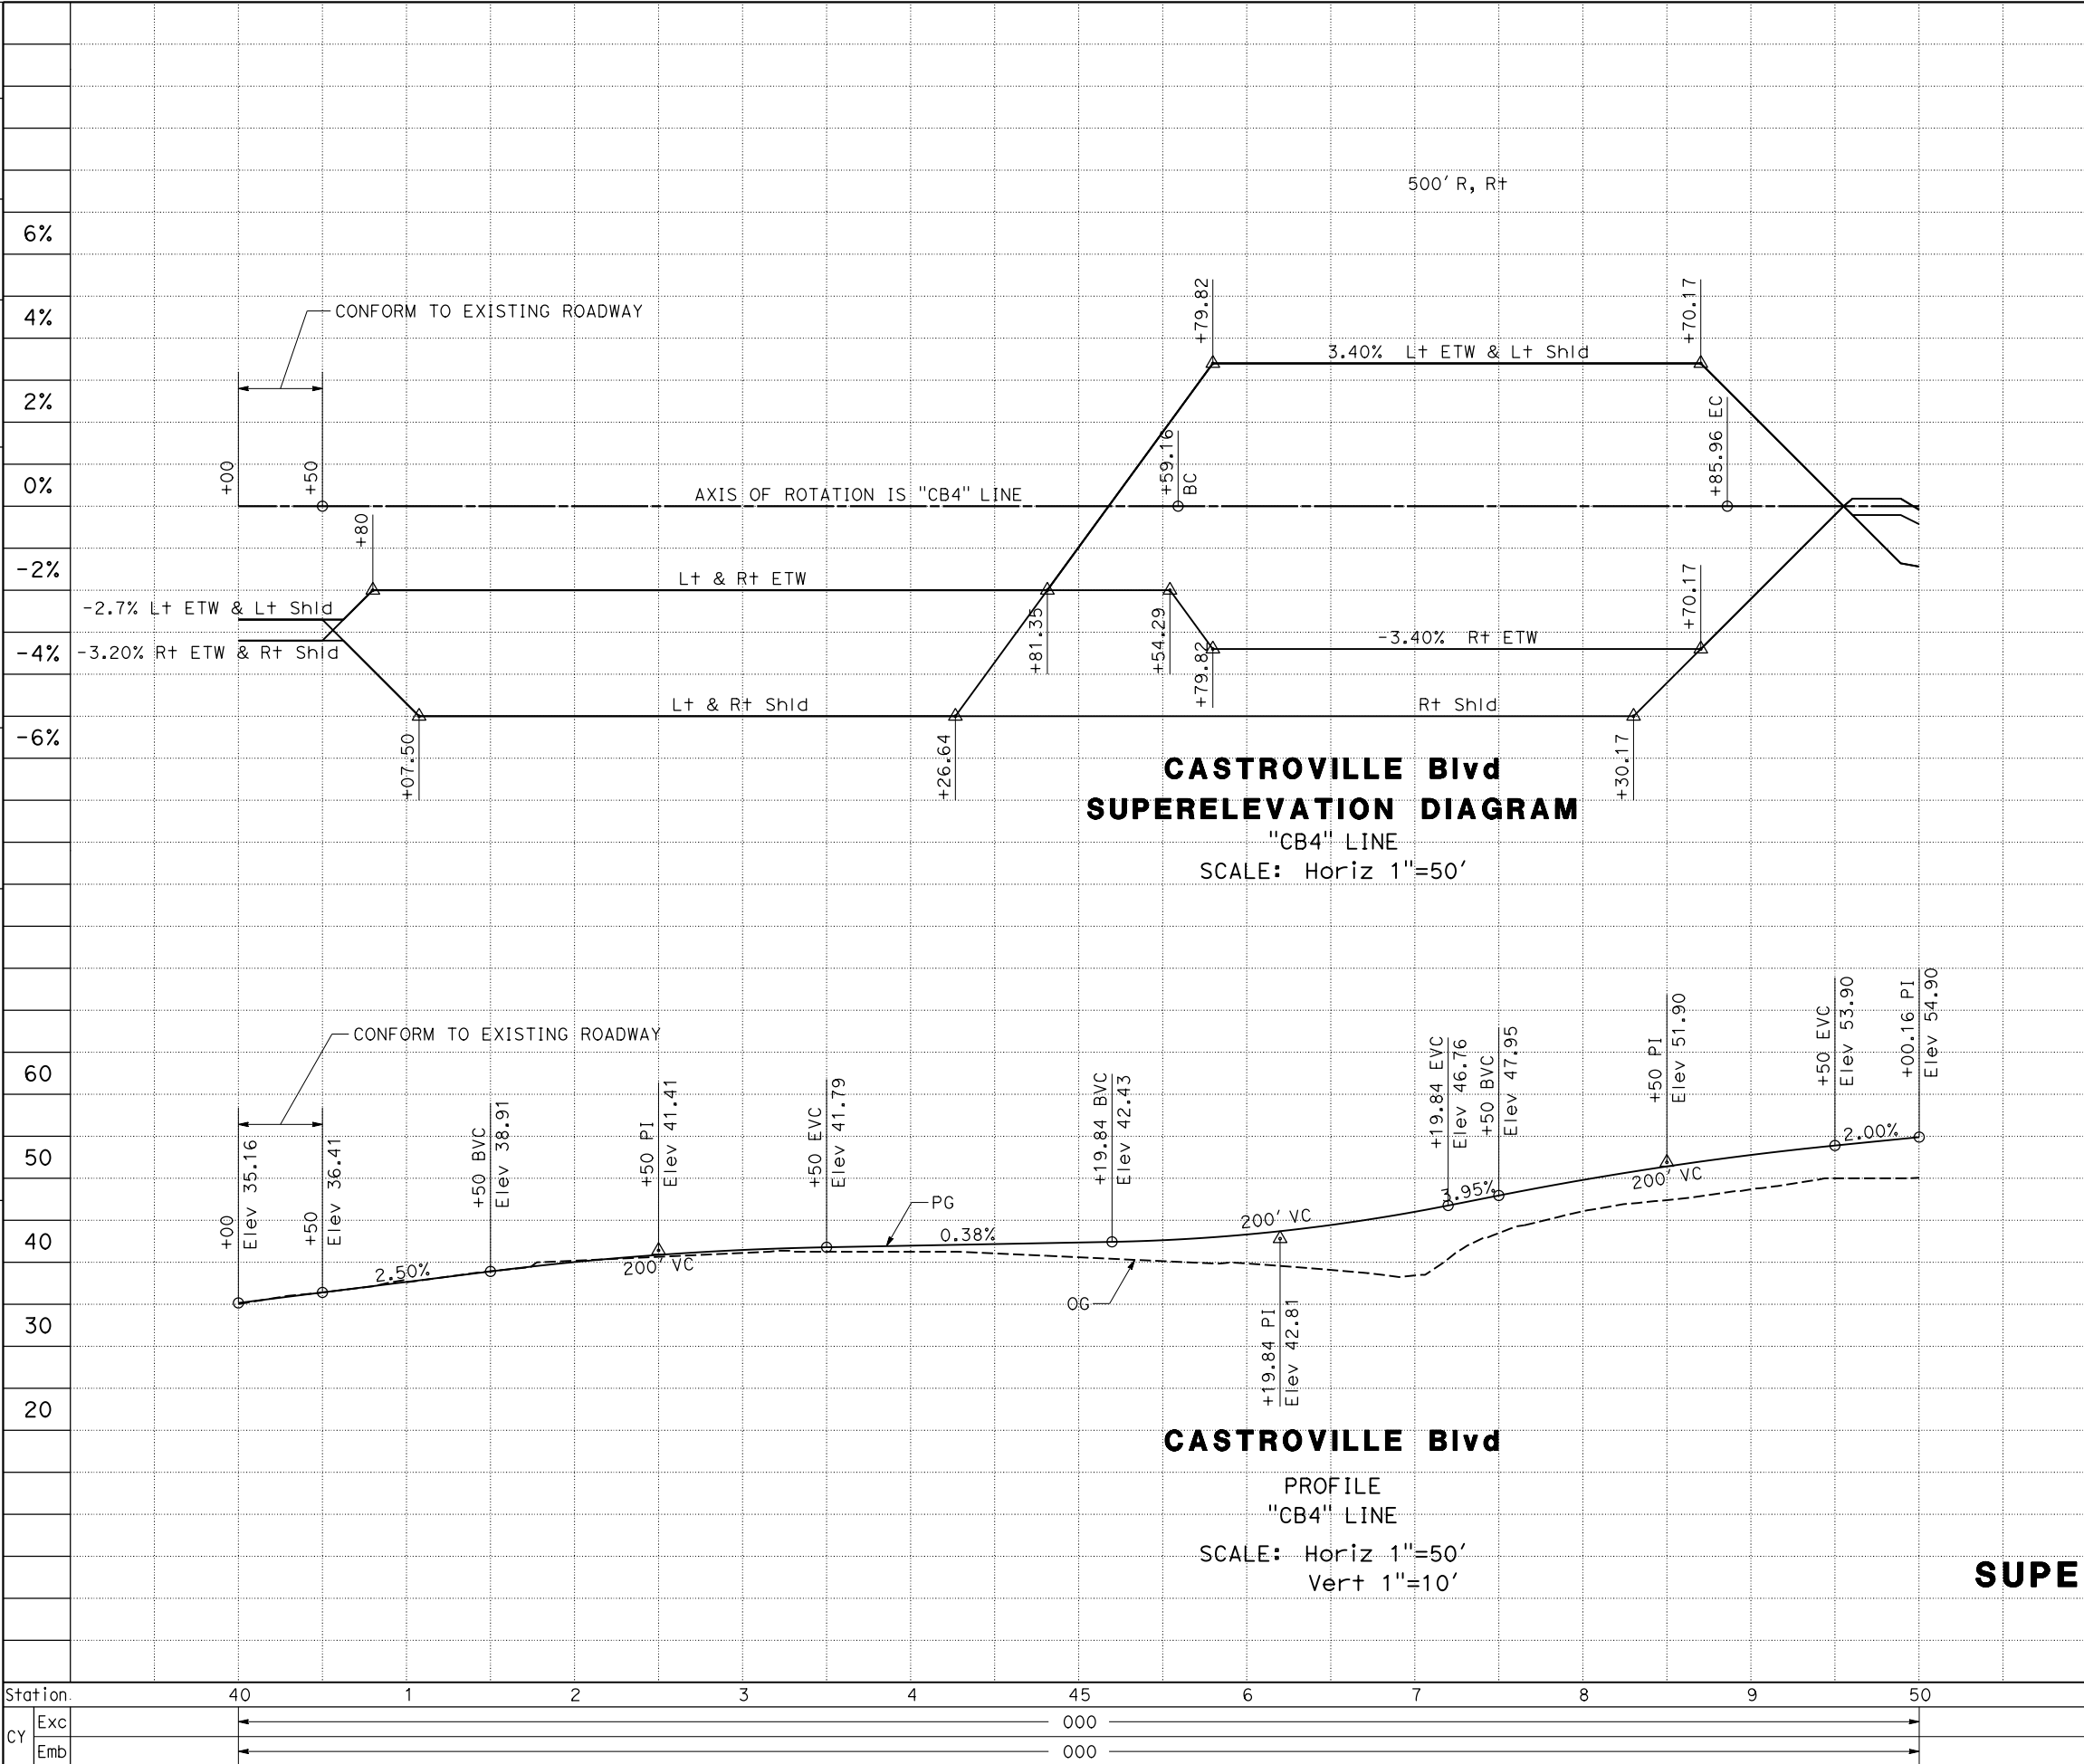 500' R, Rt
6%
4%
2%
0%
-2%
-4%
-6%
CONFORM TO EXISTING ROADWAY
+00
+50
+80
AXIS OF ROTATION IS "CB4" LINE
+79.82
3.40% Lt ETW & Lt Shld
+70.17
+59.16
BC
+85.96 EC
Lt & Rt ETW
-2.7% Lt ETW & Lt Shld
-3.20% Rt ETW & Rt Shld
+81.35
+54.29
+79.82
-3.40% Rt ETW
+70.17
Lt & Rt Shld
Rt Shld
+07.50
+26.64
+30.17
CASTROVILLE Blvd
SUPERELEVATION DIAGRAM
"CB4" LINE
SCALE: Horiz 1"=50'
60
50
40
30
20
CONFORM TO EXISTING ROADWAY
+00
Elev 35.16
+50
Elev 36.41
2.50%
+50 BVC
Elev 38.91
+50 PI
Elev 41.41
200' VC
+50 EVC
Elev 41.79
PG
0.38%
OG
+19.84 BVC
Elev 42.43
200' VC
+19.84 PI
Elev 42.81
+19.84 EVC
Elev 46.76
3.95%
+50 BVC
Elev 47.95
+50 PI
Elev 51.90
200' VC
+50 EVC
Elev 53.90
2.00%
+00.16 PI
Elev 54.90
CASTROVILLE Blvd
PROFILE
"CB4" LINE
SCALE: Horiz 1"=50'
Vert 1"=10'
SUPE
Station 40 1 2 3 4 45 6 7 8 9 50
CY
Exc 000
Emb 000